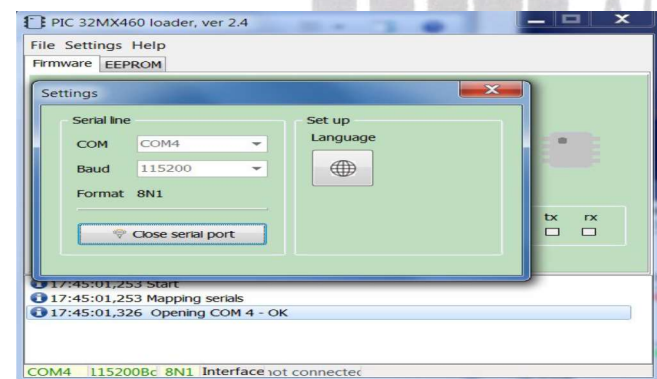 PIC 32MX460 loader, ver 2.4
File Settings Help
Firmware EEPROM
Settings
Serial line
COM COM4
Baud 115200
Format 8N1
Close serial port
Set up
Language
tx rx
17:45:01,253 Start
17:45:01,253 Mapping serials
17:45:01,326 Opening COM 4 - OK
COM4 115200Bc 8N1 Interface not connected